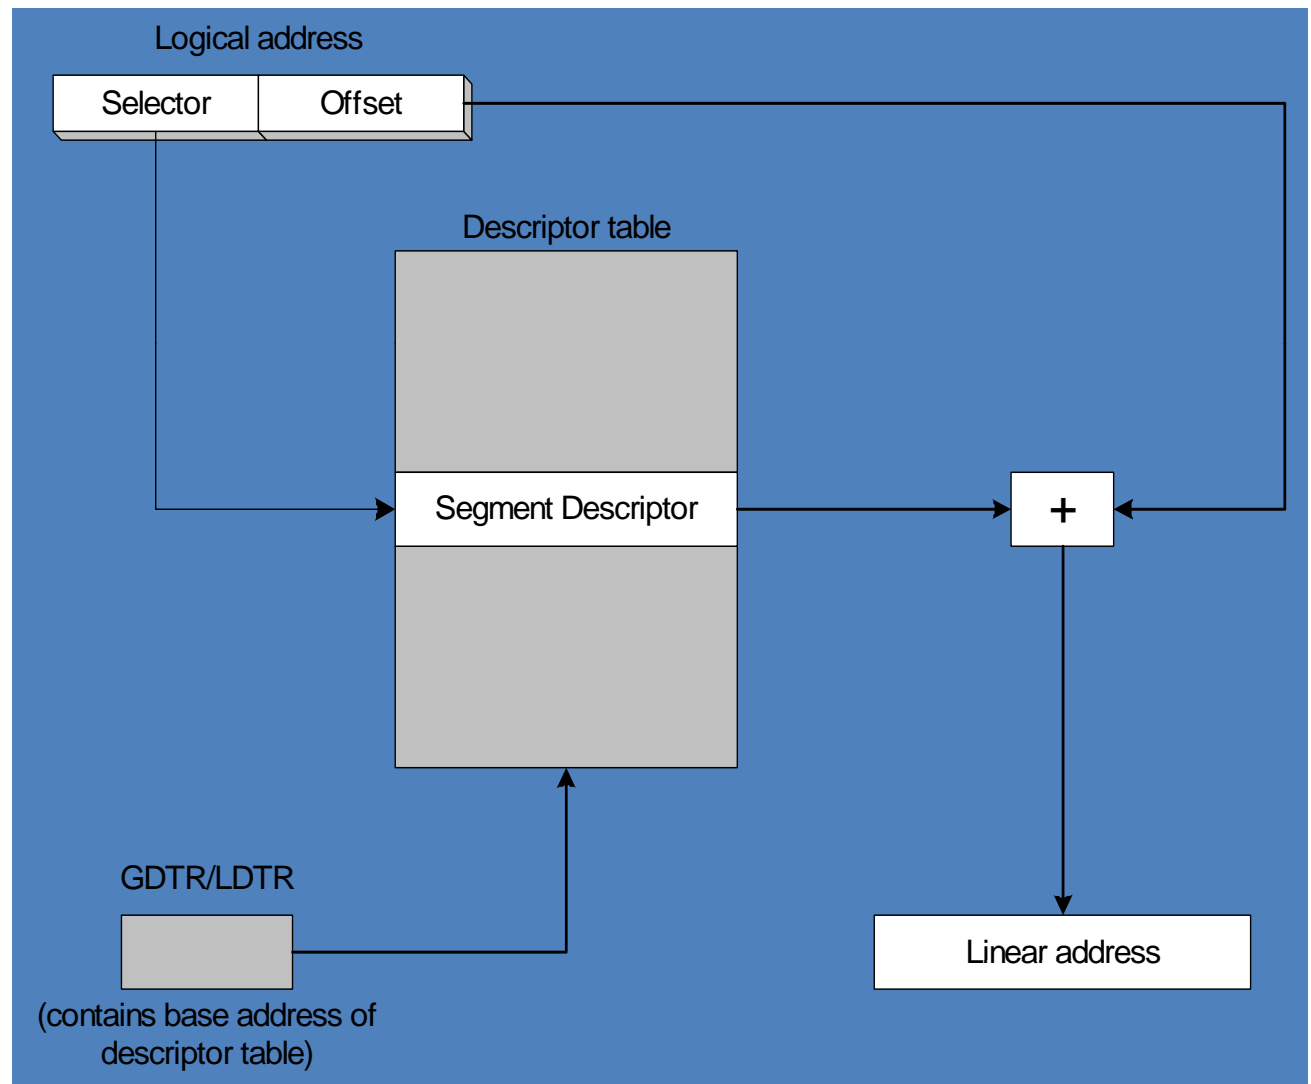 Logical address
Selector
Offset
Descriptor table
Segment Descriptor
+
GDTR/LDTR
Linear address
(contains base address of
descriptor table)